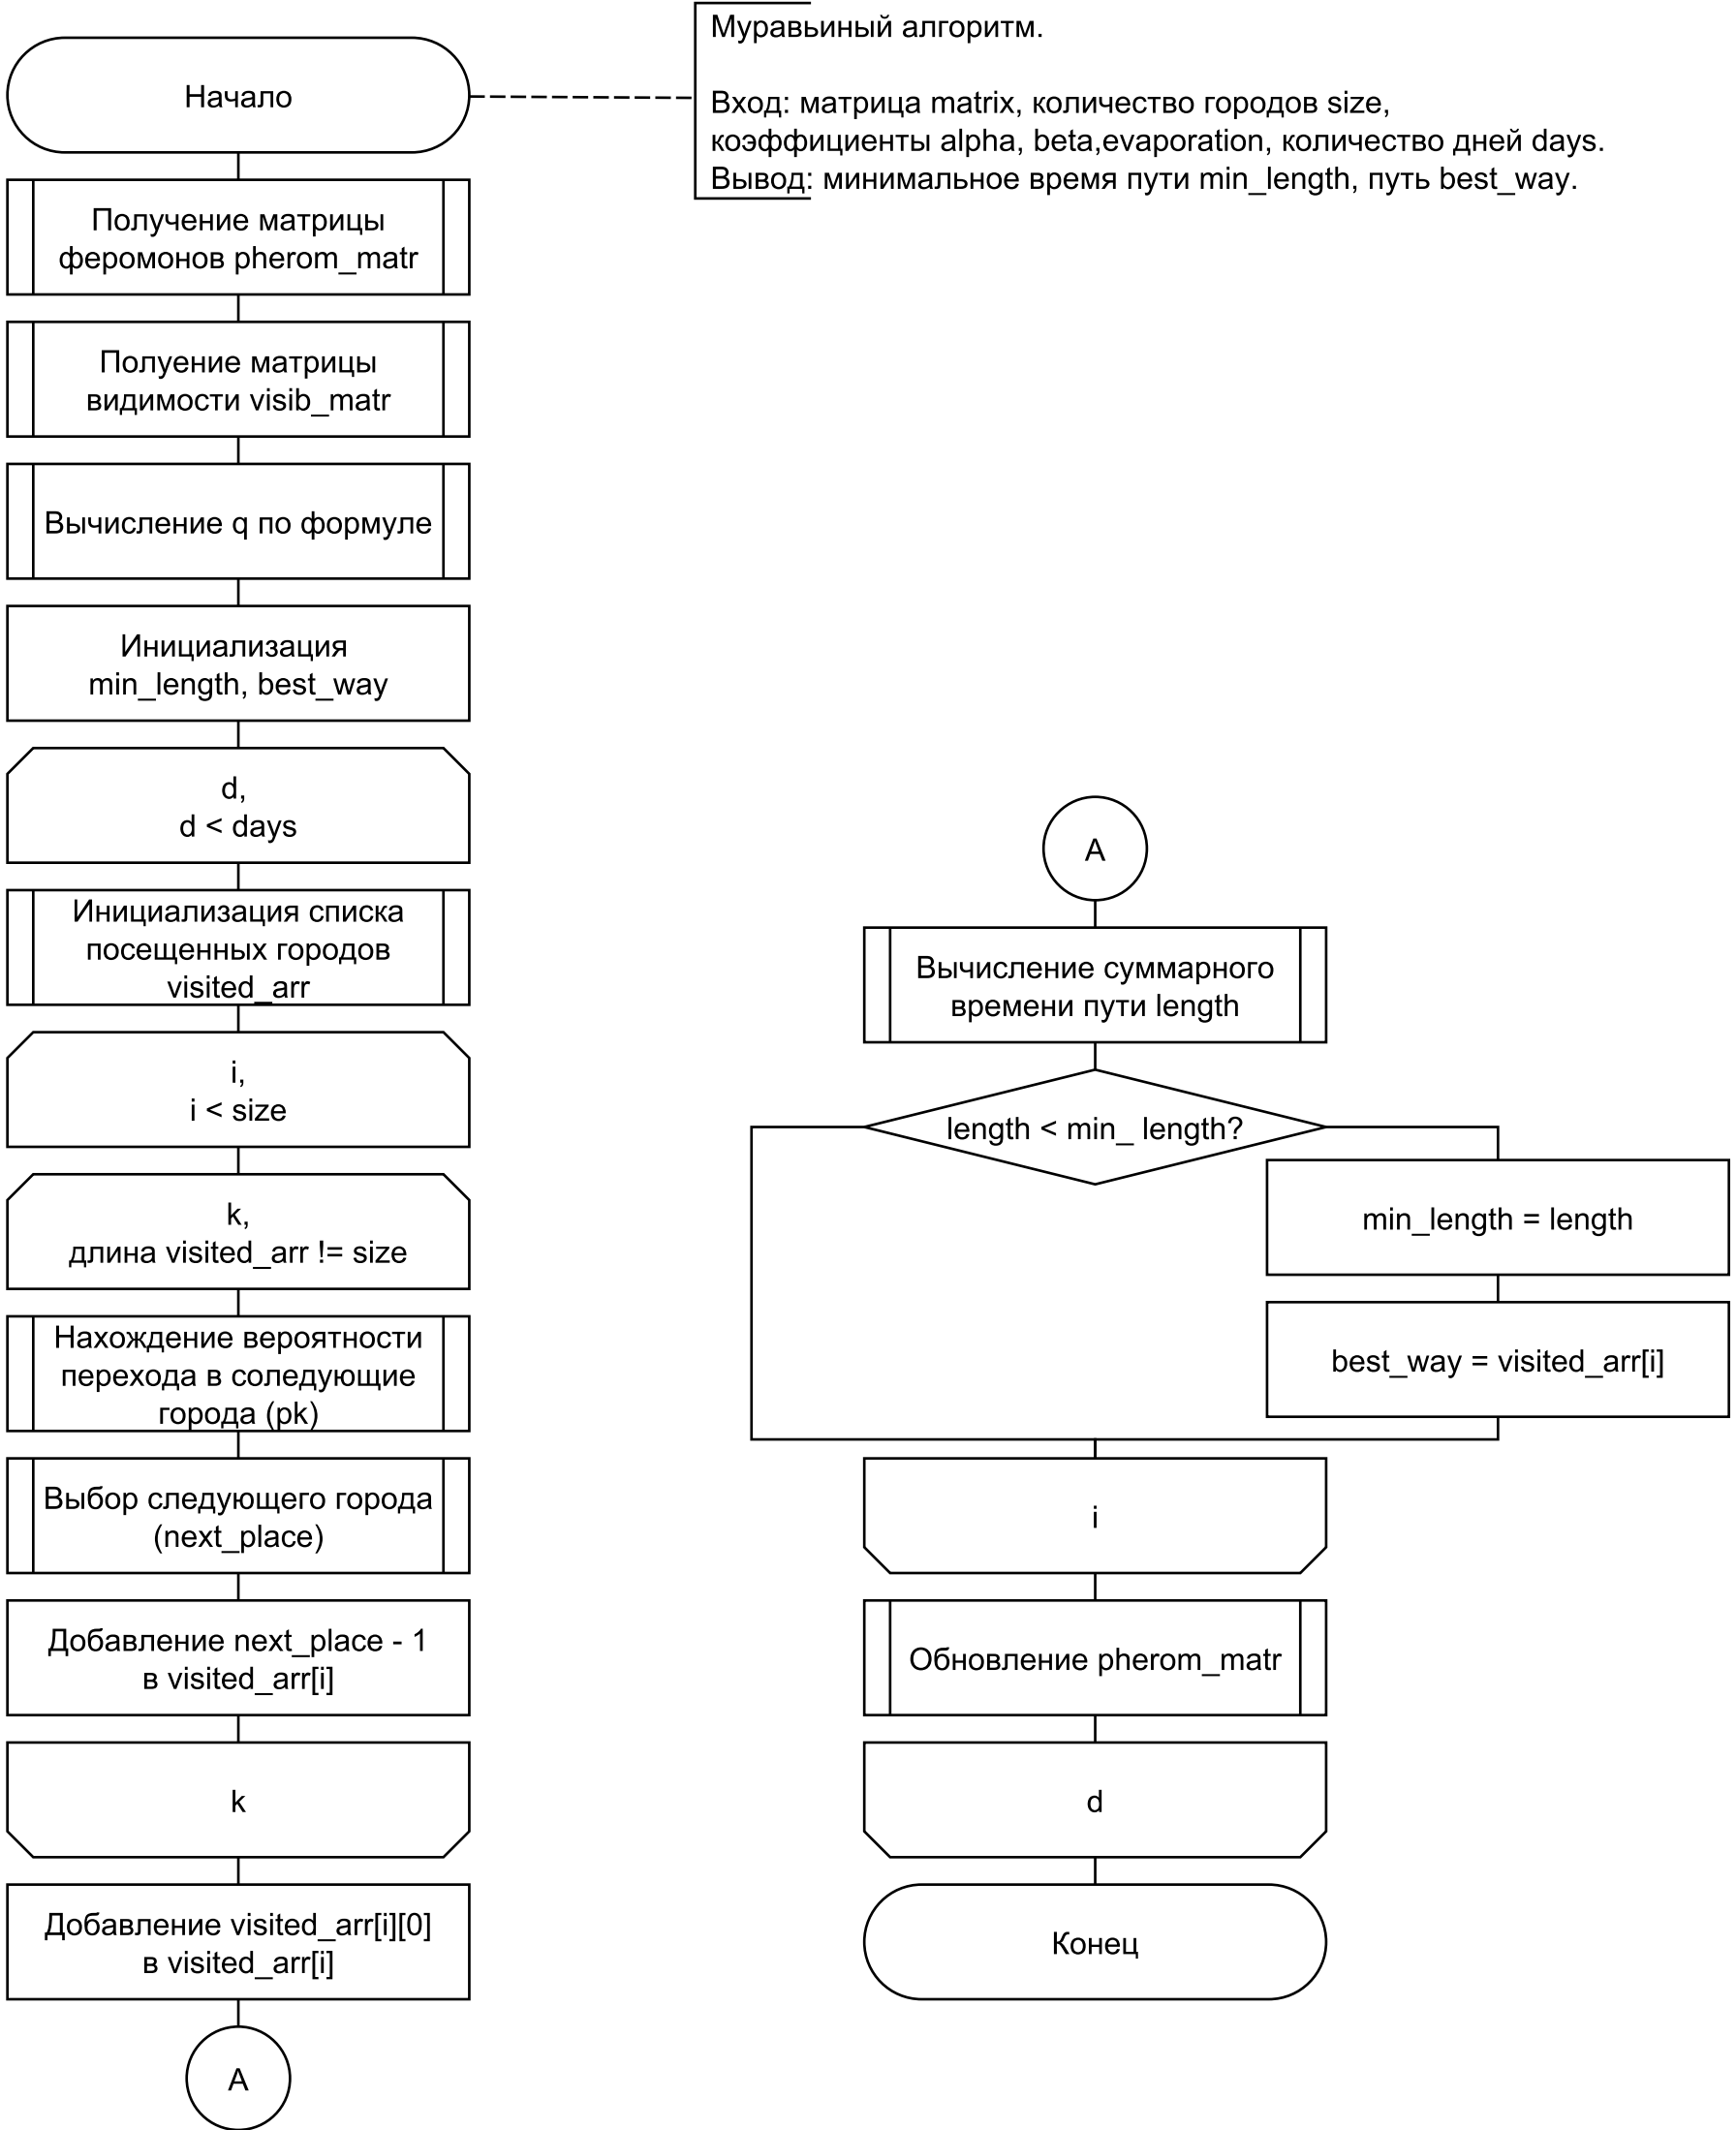 Начало
Муравьиный алгоритм.
Вход: матрица matrix, количество городов size,
коэффициенты alpha, beta,evaporation, количество дней days.
Вывод: минимальное время пути min_length, путь best_way.
Получение матрицы
феромонов pherom_matr
Полуение матрицы
видимости visib_matr
Вычисление q по формуле
Инициализация
min_length, best_way
d,
d < days
Инициализация списка
посещенных городов
visited_arr
i,
i < size
k,
длина visited_arr != size
Нахождение вероятности
перехода в соледующие
города (pk)
Выбор следующего города
(next_place)
Добавление next_place - 1
в visited_arr[i]
k
Добавление visited_arr[i][0]
в visited_arr[i]
A
A
Вычисление суммарного
времени пути length
length < min_ length?
min_length = length
best_way = visited_arr[i]
i
Обновление pherom_matr
d
Конец